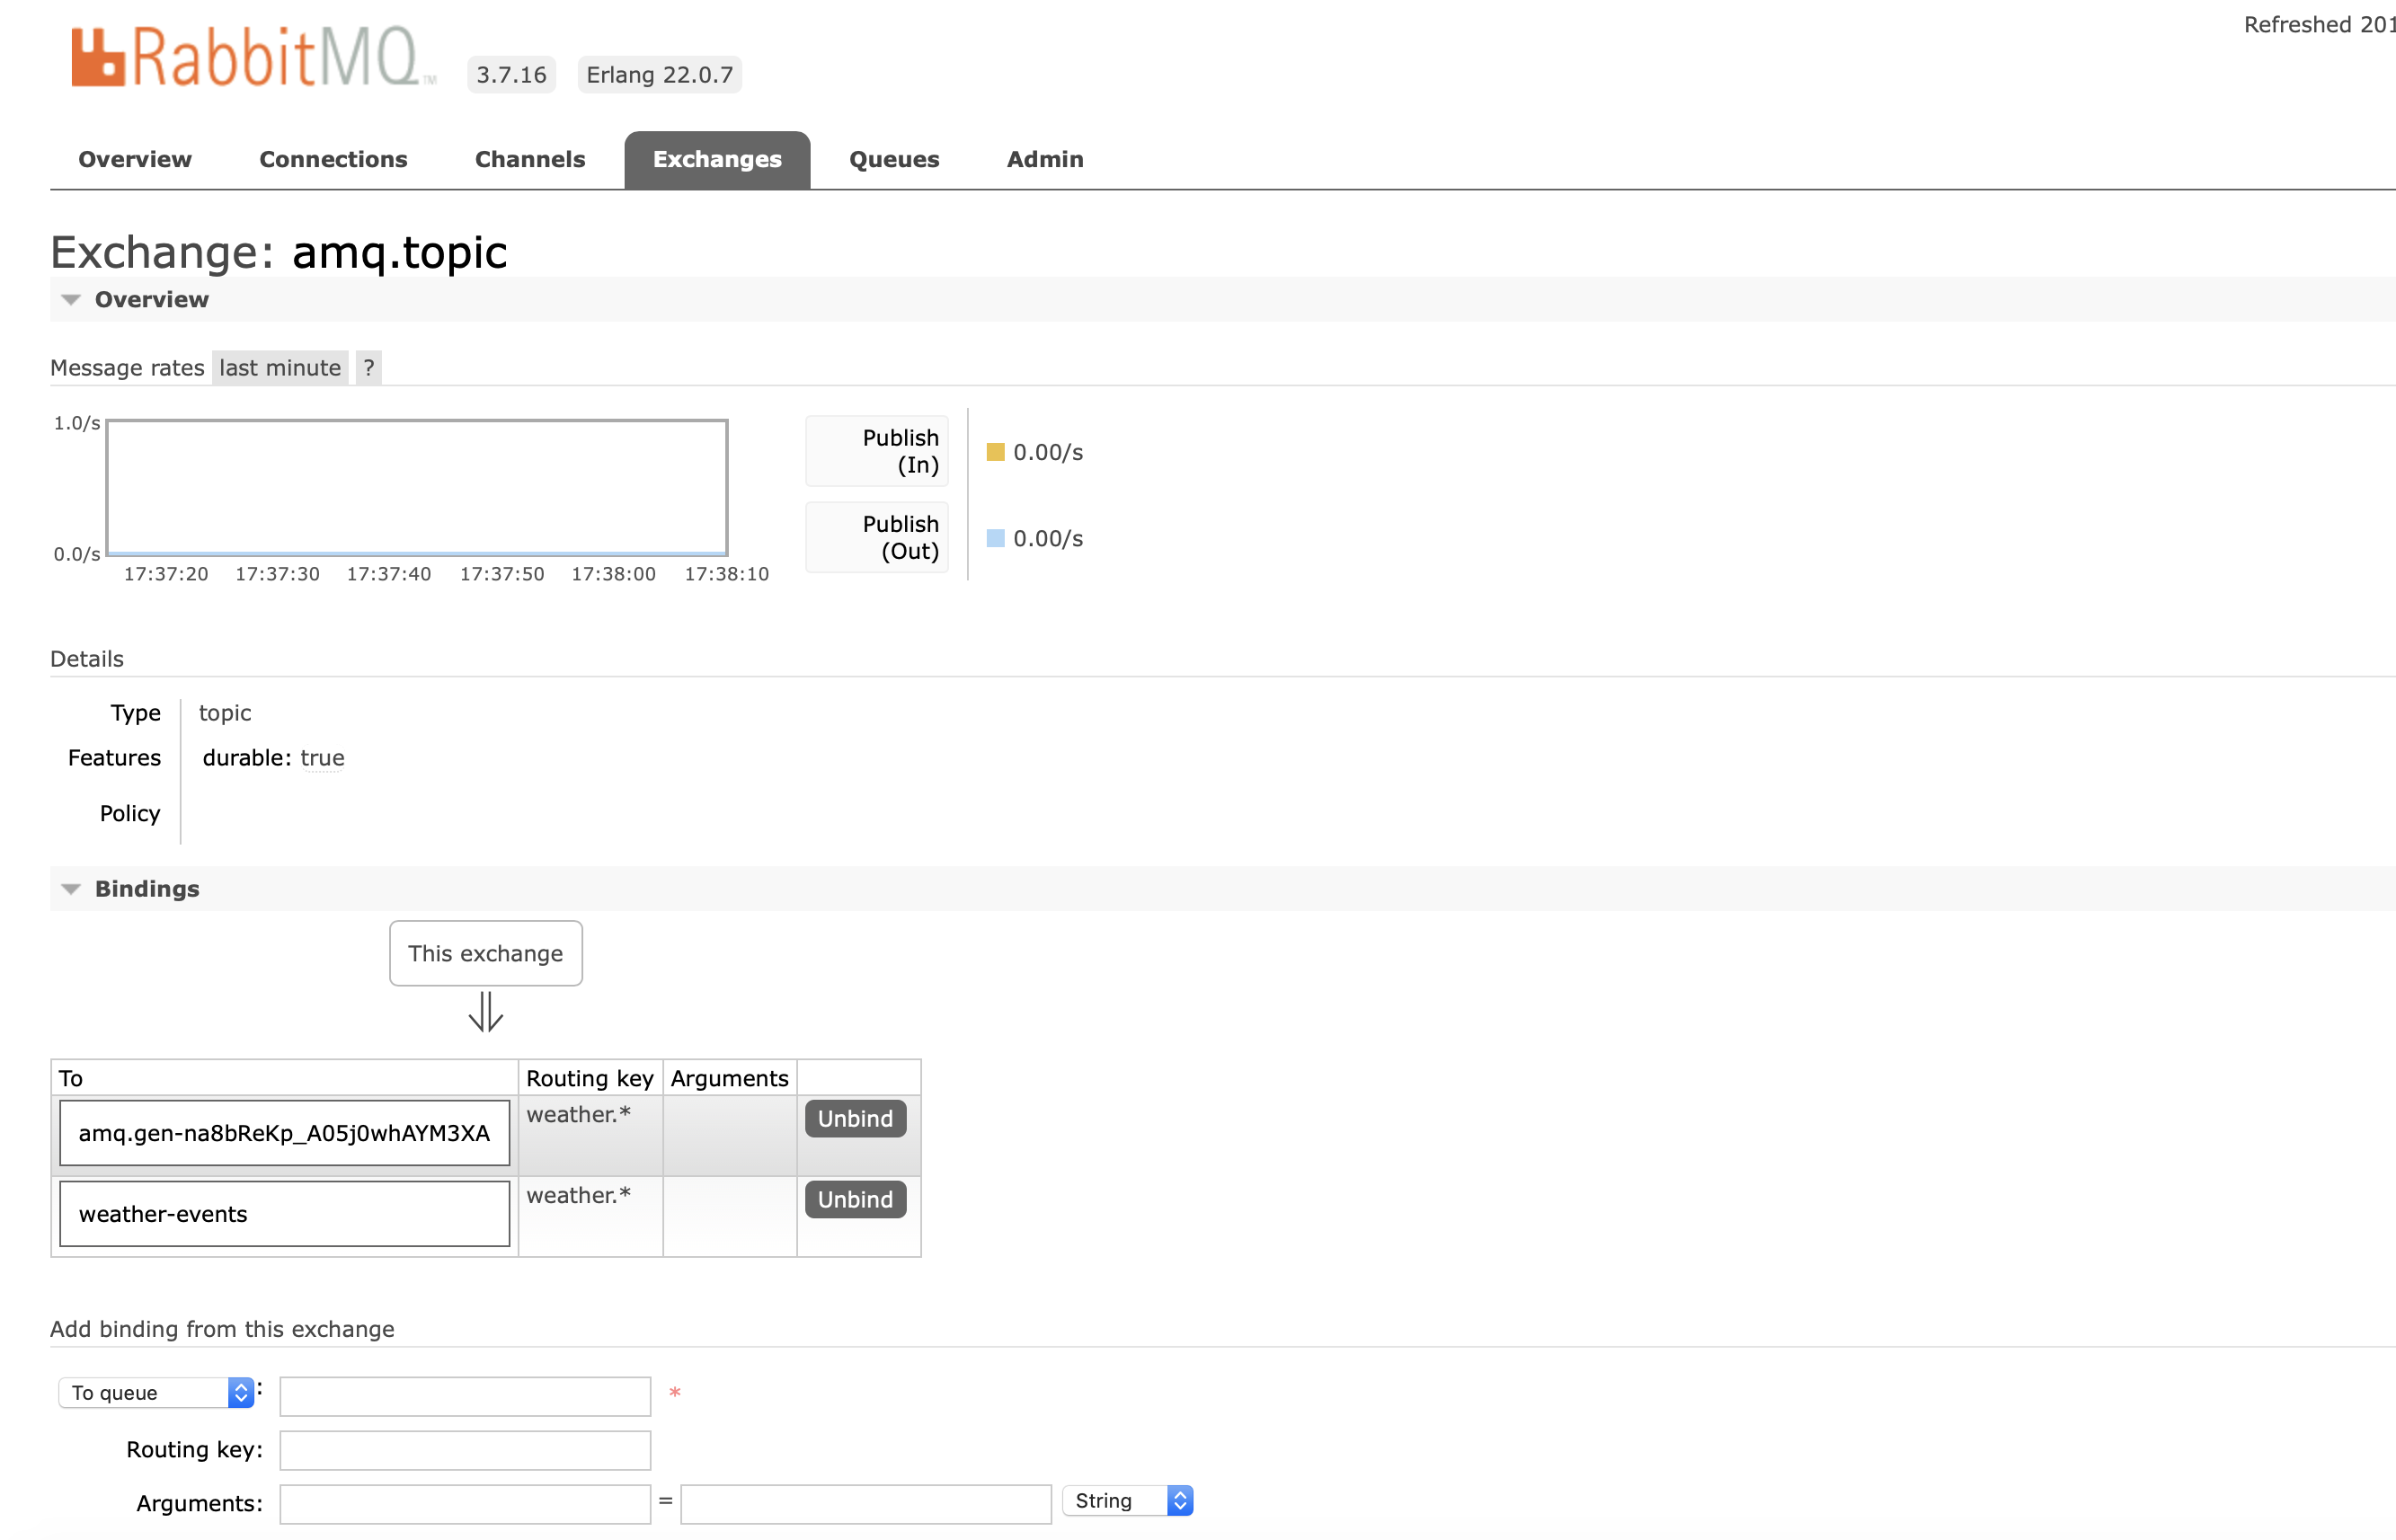 RabbitMQ TM 3.7.16 Erlang 22.0.7
Refreshed 201
Overview Connections Channels Exchanges Queues Admin
Exchange: amq.topic
Overview
Message rates last minute ?
1.0/s
0.0/s
17:37:20 17:37:30 17:37:40 17:37:50 17:38:00 17:38:10
Publish
(In)
0.00/s
Publish
(Out)
0.00/s
Details
Type topic
Features durable: true
Policy
Bindings
This exchange
To Routing key Arguments
amq.gen-na8bReKp_A05j0whAYM3XA weather.* Unbind
weather-events weather.* Unbind
Add binding from this exchange
To queue : *
Routing key:
Arguments: = String